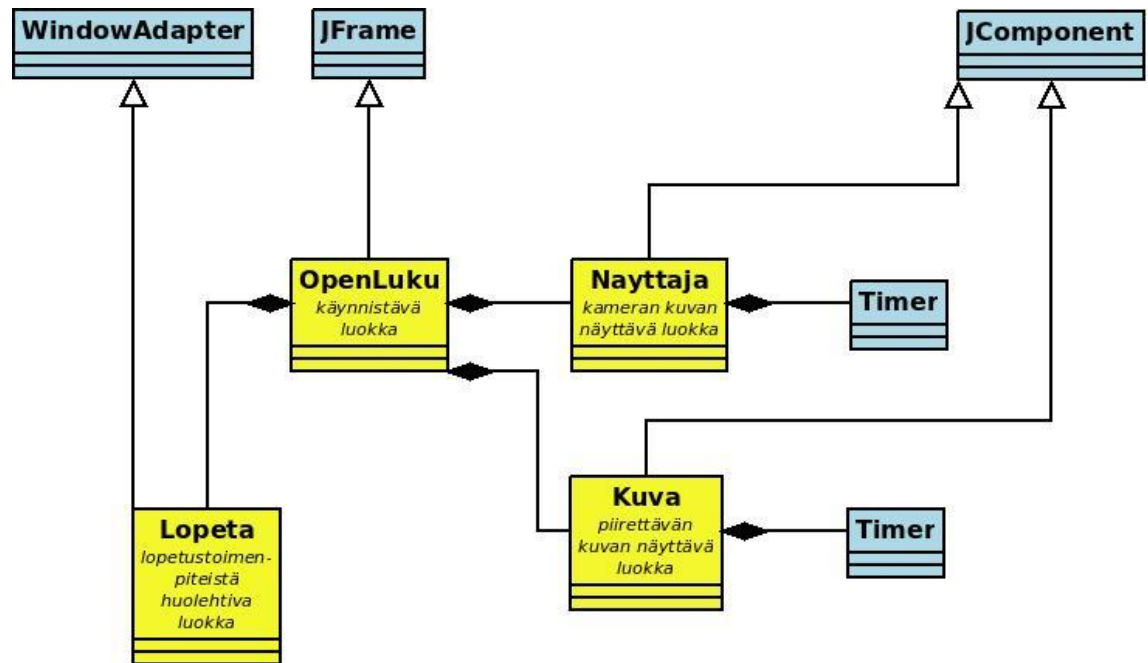 WindowAdapter
JFrame
JComponent
OpenLuku
käynnistävä
luokka
Nayttaja
kameran kuvan
näyttävä luokka
Timer
Kuva
piirettävän
kuvan näyttävä
luokka
Timer
Lopeta
lopetustoimen-
piteistä
huolehtiva
luokka